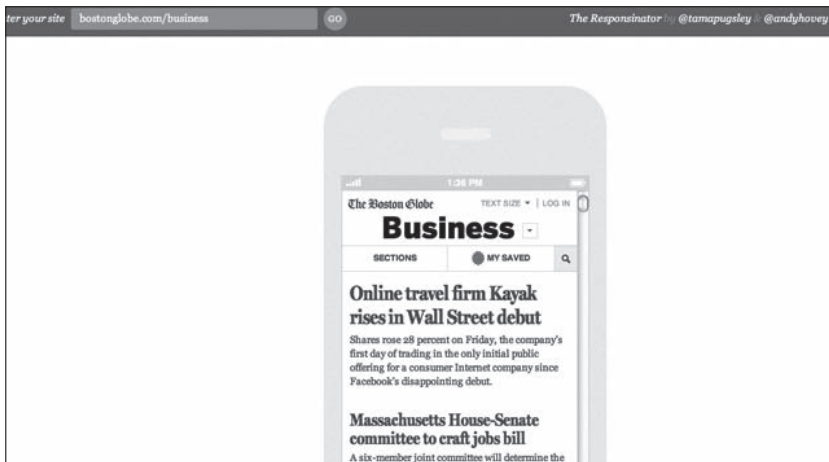 ter your site bostonglobe.com/business GO The Responsinator by @tamapugsley & @andyhovey
1:36 PM
The Boston Globe TEXT SIZE | LOG IN
Business
SECTIONS MY SAVED
Online travel firm Kayak
rises in Wall Street debut
Shares rose 28 percent on Friday, the company's
first day of trading in the only initial public
offering for a consumer Internet company since
Facebook's disappointing debut.
Massachusetts House-Senate
committee to craft jobs bill
A six-member joint committee will determine the